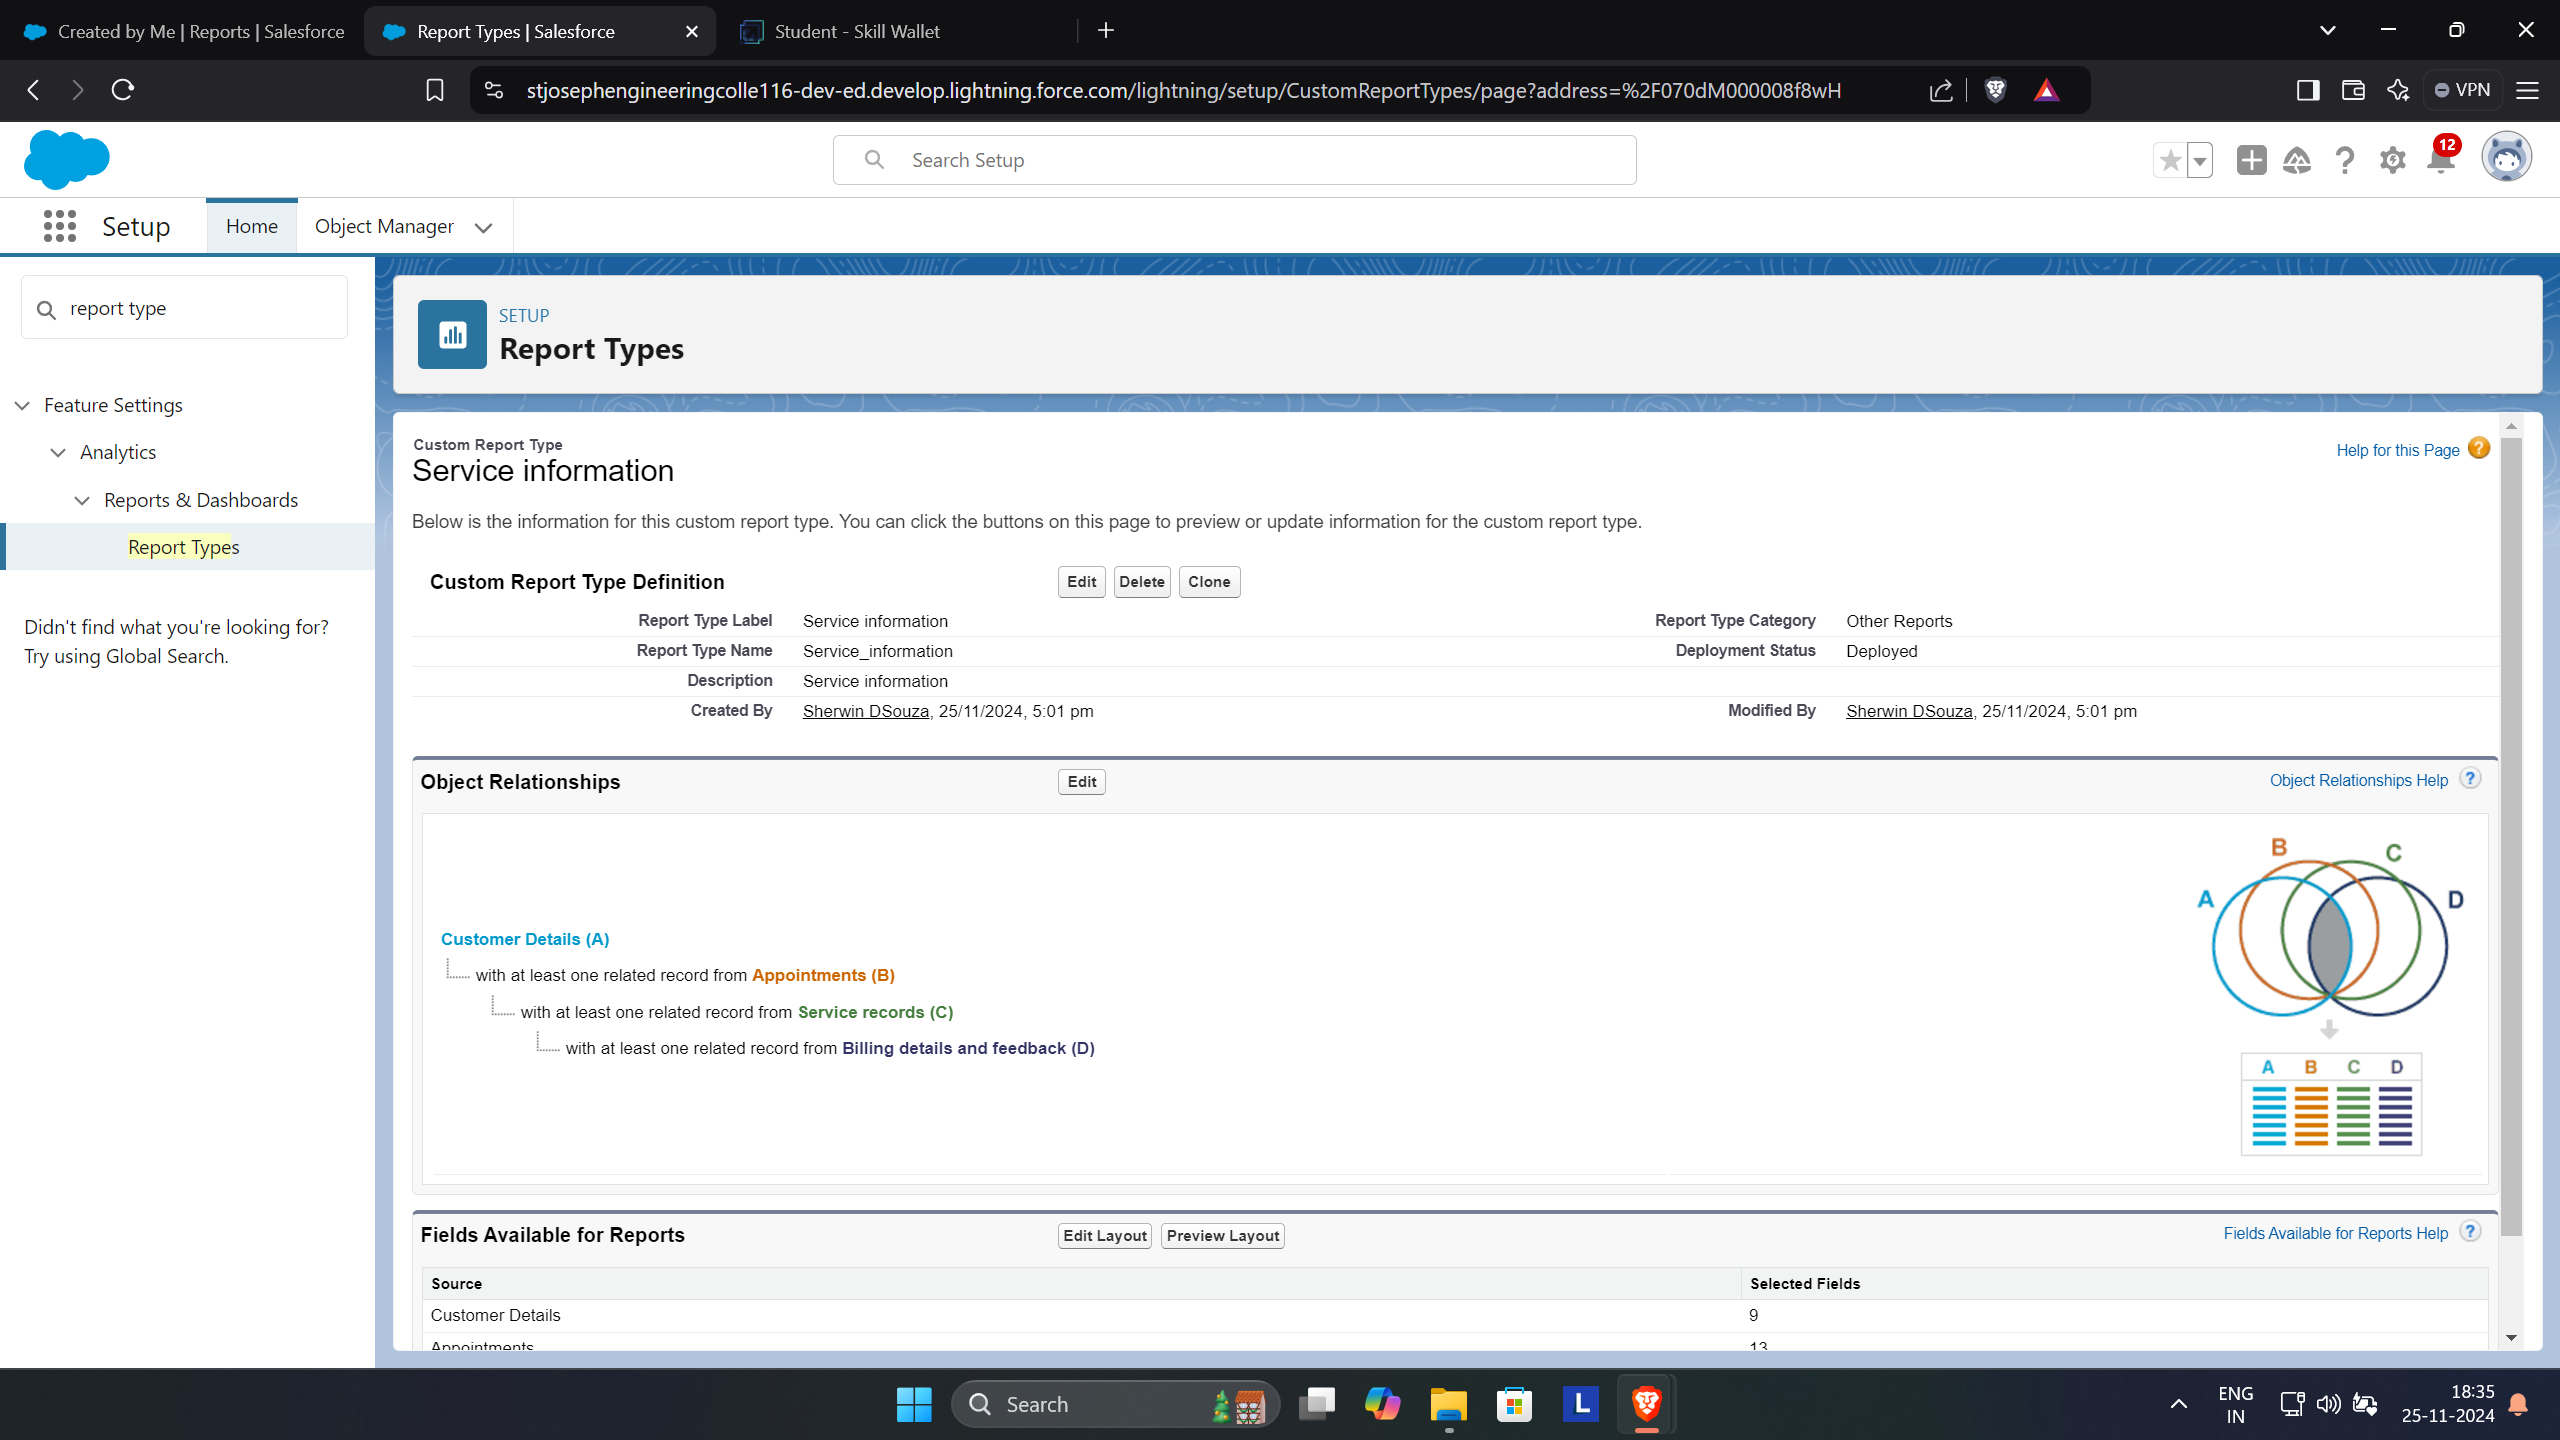 Created by Me | Reports | Salesforce
Report Types | Salesforce
Student - Skill Wallet
stjosephengineeringcolle116-dev-ed.develop.lightning.force.com/lightning/setup/CustomReportTypes/page?address=%2F070dM000008f8wH
VPN
Search Setup
12
Setup
Home
Object Manager
report type
Feature Settings
Analytics
Reports & Dashboards
Report Types
Didn't find what you're looking for?
Try using Global Search.
SETUP
Report Types
Custom Report Type
Service information
Help for this Page
Below is the information for this custom report type. You can click the buttons on this page to preview or update information for the custom report type.
Custom Report Type Definition
Edit Delete Clone
Report Type Label Service information Report Type Category Other Reports
Report Type Name Service_information Deployment Status Deployed
Description Service information
Created By Sherwin DSouza, 25/11/2024, 5:01 pm Modified By Sherwin DSouza, 25/11/2024, 5:01 pm
Object Relationships Edit Object Relationships Help ?
Customer Details (A)
with at least one related record from Appointments (B)
with at least one related record from Service records (C)
with at least one related record from Billing details and feedback (D)
B C
A D
A B C D
Fields Available for Reports Edit Layout Preview Layout Fields Available for Reports Help ?
Source Selected Fields
Customer Details 9
Appointments 13
Search
L
ENG
IN
18:35
25-11-2024